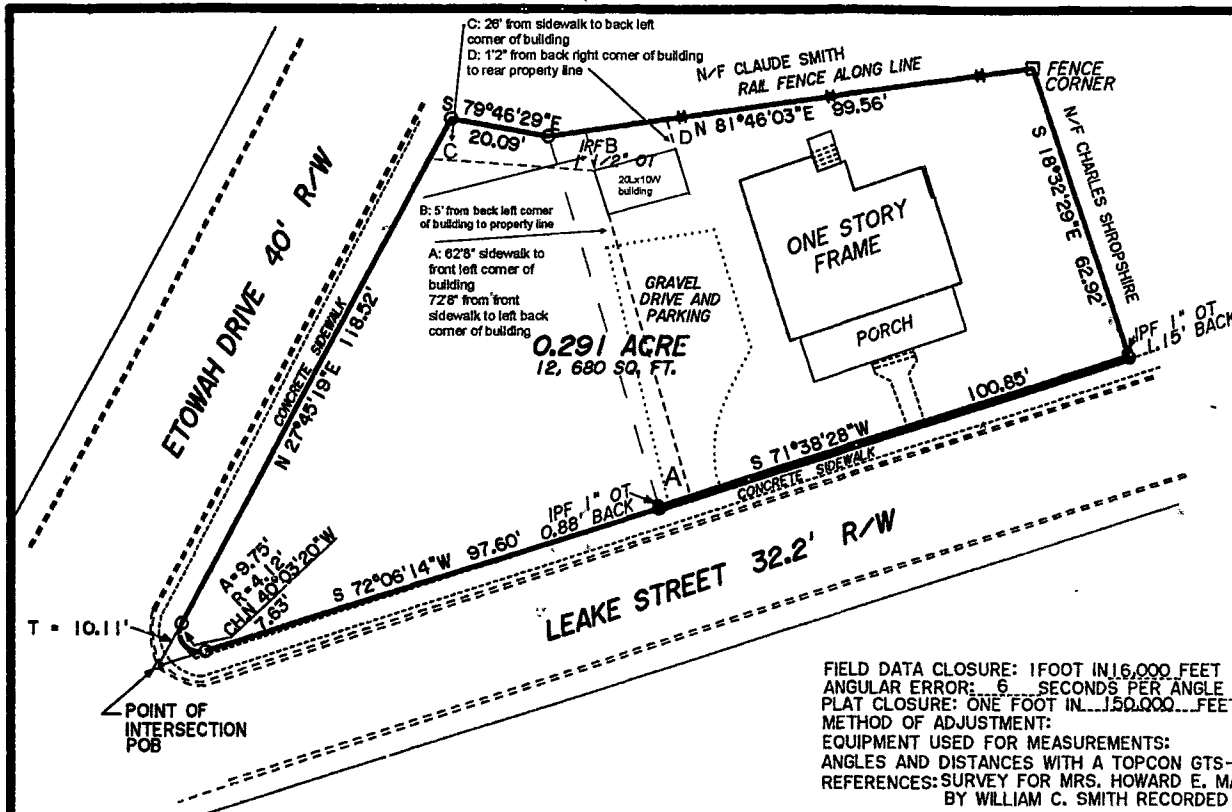 C: 26' from sidewalk to back left
corner of building
D: 1'2" from back right corner of building
to rear property line
N/F CLAUDE SMITH
RAIL FENCE ALONG LINE
FENCE
CORNER
S 79°46'29"E
20.09'
N 81°46'03"E 99.56'
D
C
IRF B
1" 1/2" OT
20Lx10W
building
N/F CHARLES SHROPSHIRE
S 18°32'29"E 62.92'
ETOWAH DRIVE 40' R/W
B: 5' from back left corner
of building to property line
A: 62'8" sidewalk to
front left corner of
building
72'8" from front
sidewalk to left back
corner of building
ONE STORY
FRAME
GRAVEL
DRIVE AND
PARKING
PORCH
0.291 ACRE
12, 680 SQ. FT.
IPF 1" OT
1.15' BACK
CONCRETE SIDEWALK
N 27°45'19"E 118.52'
100.85'
S 71°38'28"W
CONCRETE SIDEWALK
A
IPF 1" OT
0.88' BACK
A=9.75'
R=4.12'
CH.N 40°03'20"W
7.63'
S 72°06'14"W 97.60'
LEAKE STREET 32.2' R/W
T = 10.11'
POINT OF
INTERSECTION
POB
FIELD DATA CLOSURE: 1 FOOT IN 16,000 FEET
ANGULAR ERROR: 6 SECONDS PER ANGLE
PLAT CLOSURE: ONE FOOT IN 150,000 FEET
METHOD OF ADJUSTMENT:
EQUIPMENT USED FOR MEASUREMENTS:
ANGLES AND DISTANCES WITH A TOPCON GTS-
REFERENCES: SURVEY FOR MRS. HOWARD E.
BY WILLIAM C. SMITH RECORDED